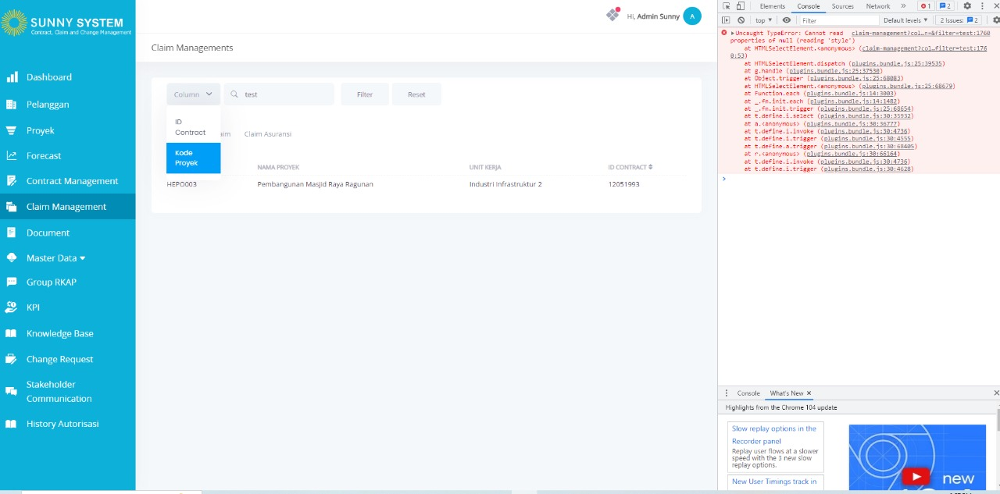 SUNNY SYSTEM
Contract, Claim and Change Management
Dashboard
Pelanggan
Proyek
Forecast
Contract Management
Claim Management
Document
Master Data
Group RKAP
KPI
Knowledge Base
Change Request
Stakeholder
Communication
History Autorisasi
Hi, Admin Sunny A
Claim Managements
Column test Filter Reset
ID
Contract
Kode
Proyek
aim Claim Asuransi
NAMA PROYEK UNIT KERJA ID CONTRACT
HEPO003 Pembangunan Masjid Raya Ragunan Industri Infrastruktur 2 12051993
Elements Console Sources Network » 1 2
top Filter Default levels 2 Issues: 2
Uncaught TypeError: Cannot read claim-management?col…n=&filter=test:1760
properties of null (reading 'style')
at HTMLSelectElement.<anonymous> (claim-management?col…filter=test:176
0:53)
at HTMLSelectElement.dispatch (plugins.bundle.js:25:39535)
at g.handle (plugins.bundle.js:25:37530)
at Object.trigger (plugins.bundle.js:25:68083)
at HTMLSelectElement.<anonymous> (plugins.bundle.js:25:68679)
at Function.each (plugins.bundle.js:14:3003)
at _.fn.init.each (plugins.bundle.js:14:1482)
at _.fn.init.trigger (plugins.bundle.js:25:68654)
at t.define.i.select (plugins.bundle.js:30:35932)
at a.<anonymous> (plugins.bundle.js:30:36777)
at t.define.i.invoke (plugins.bundle.js:30:4736)
at t.define.i.trigger (plugins.bundle.js:30:4555)
at t.define.a.trigger (plugins.bundle.js:30:68405)
at r.<anonymous> (plugins.bundle.js:30:66164)
at t.define.i.invoke (plugins.bundle.js:30:4736)
at t.define.i.trigger (plugins.bundle.js:30:4628)
Console What's New
Highlights from the Chrome 104 update
Slow replay options in the
Recorder panel
Replay user flows at a slower
speed with the 3 new slow
replay options.
New User Timings track in
new